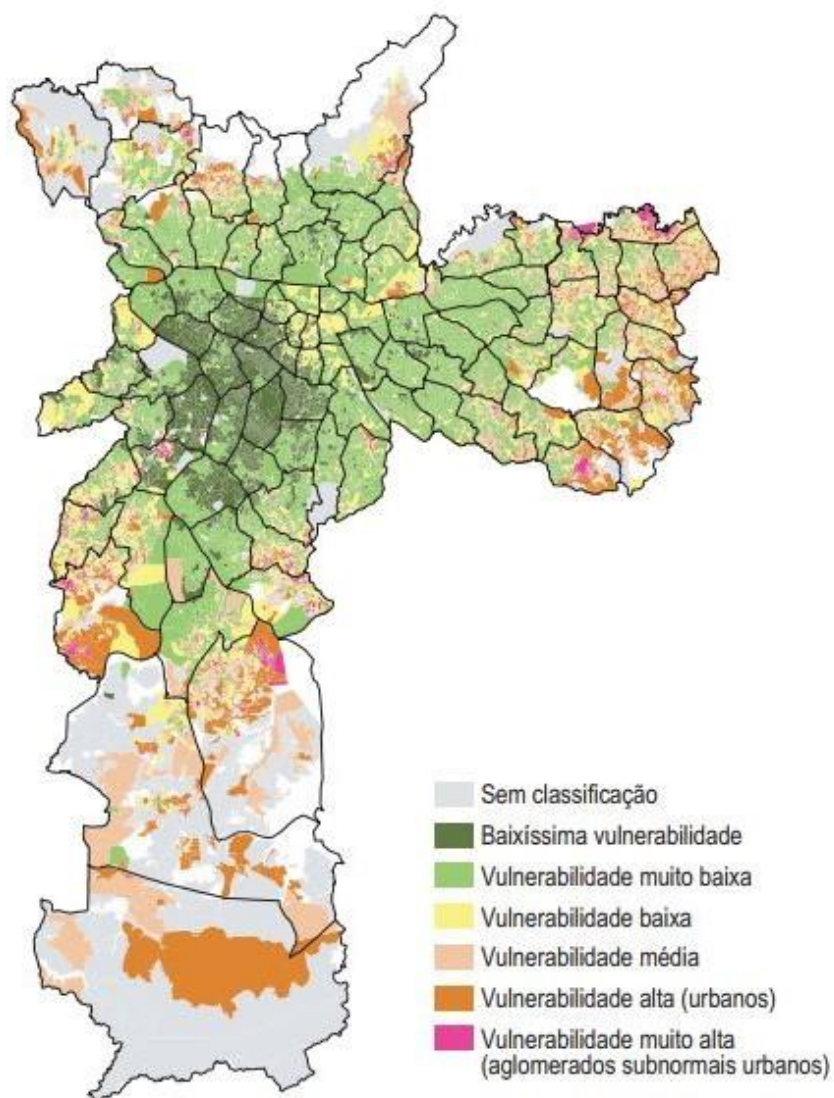 Sem classificação
Baixíssima vulnerabilidade
Vulnerabilidade muito baixa
Vulnerabilidade baixa
Vulnerabilidade média
Vulnerabilidade alta (urbanos)
Vulnerabilidade muito alta
(aglomerados subnormais urbanos)